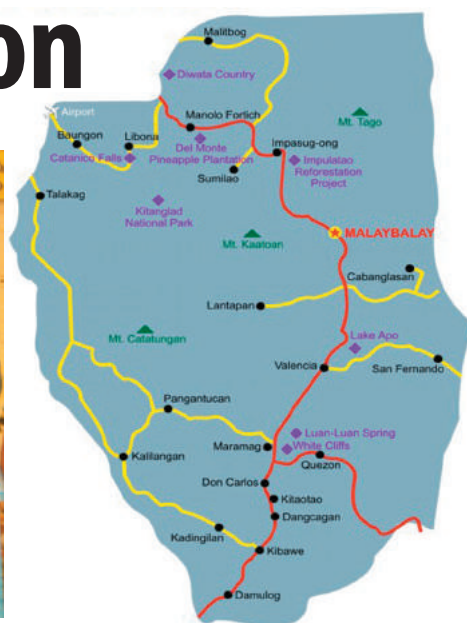 on
Malitbog
Diwata Country
Airport
Manolo Fortich
Mt. Tago
Baungon
Libona
Del Monte
Pineapple Plantation
Impasug-ong
Catanico Falls
Sumilao
Impulatao
Reforestation
Project
Talakag
Kitanglad
National Park
MALAYBALAY
Mt. Kaatoan
Cabanglasan
Lantapan
Mt. Catatungan
Lake Apo
Valencia
San Fernando
Pangantucan
Luan-Luan Spring
White Cliffs
Maramag
Quezon
Kalilangan
Don Carlos
Kitaotao
Dangcagan
Kadingilan
Kibawe
Damulog